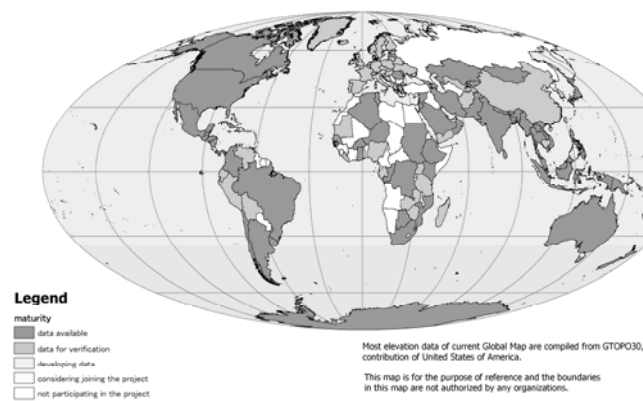 Legend
maturity
data available
data for verification
developing data
considering joining the project
not participating in the project
Most elevation data of current Global Map are compiled from GTOPO30,
contribution of United States of America.
This map is for the purpose of reference and the boundaries
in this map are not authorized by any organizations.